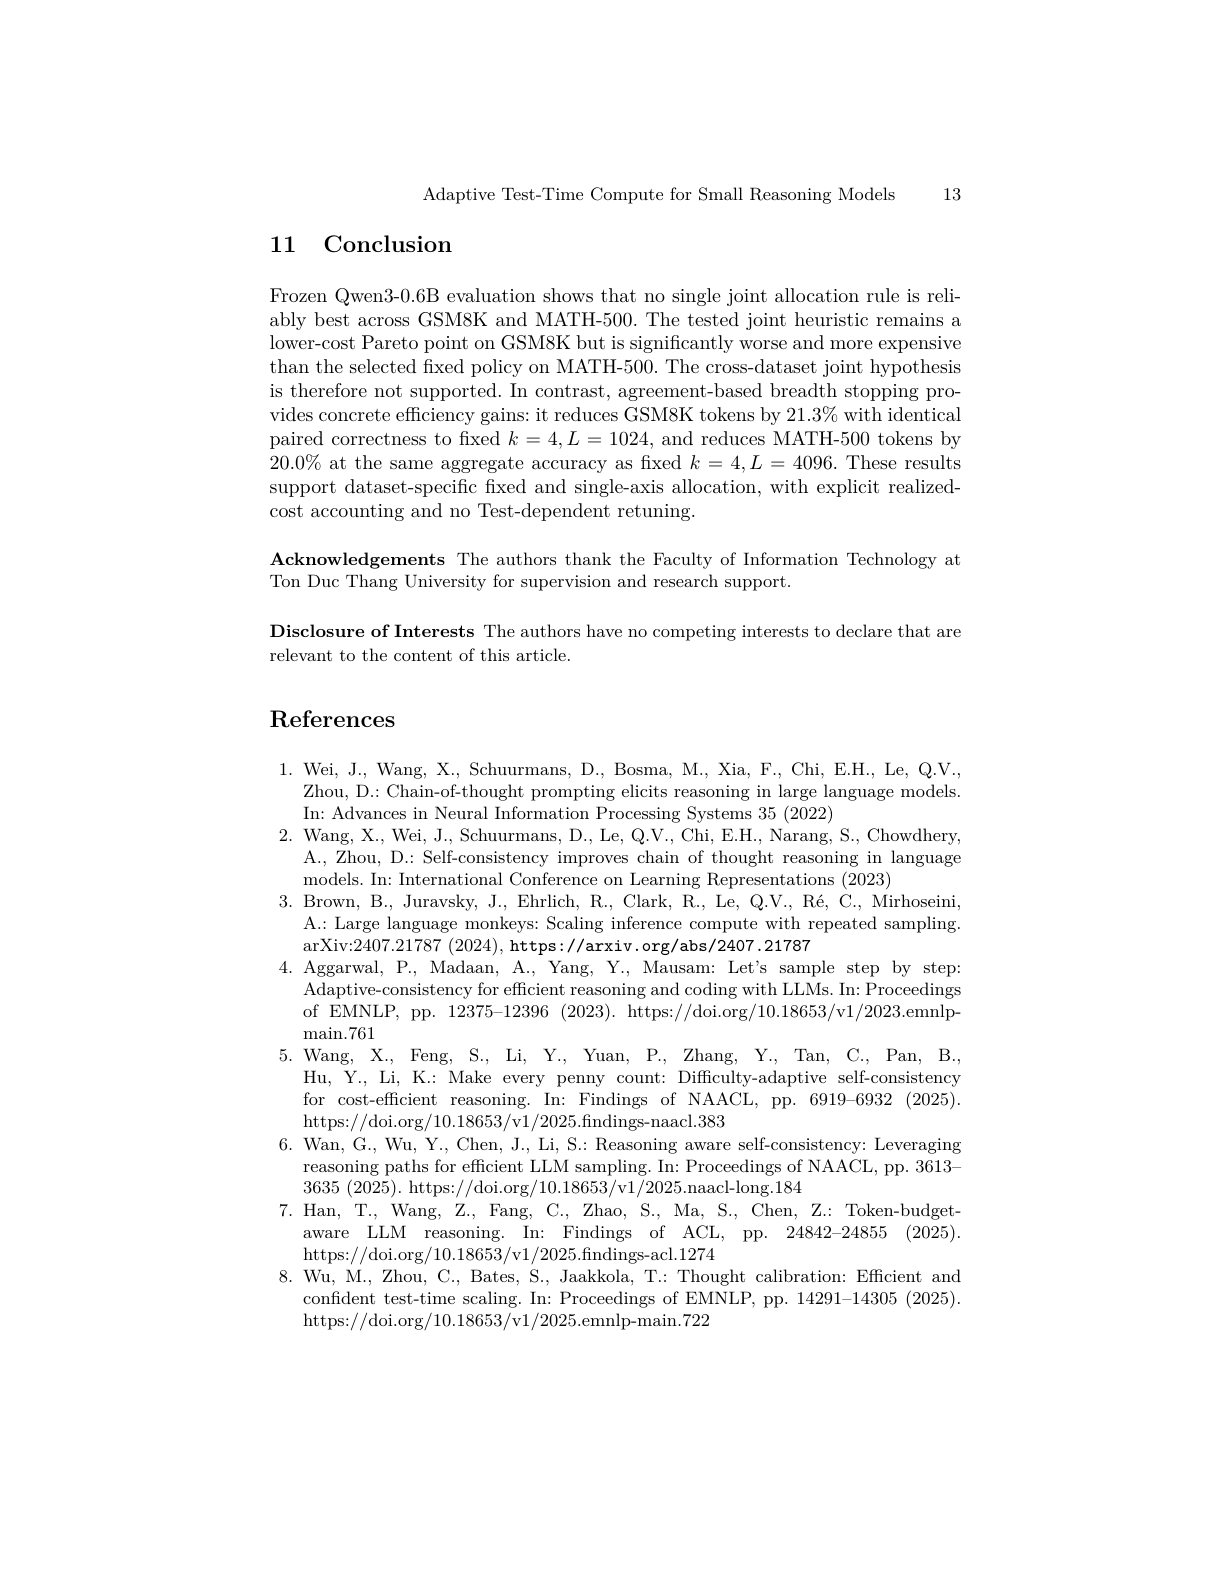 Adaptive Test-Time Compute for Small Reasoning Models 13
11 Conclusion
Frozen Qwen3-0.6B evaluation shows that no single joint allocation rule is reli-
ably best across GSM8K and MATH-500. The tested joint heuristic remains a
lower-cost Pareto point on GSM8K but is significantly worse and more expensive
than the selected fixed policy on MATH-500. The cross-dataset joint hypothesis
is therefore not supported. In contrast, agreement-based breadth stopping pro-
vides concrete efficiency gains: it reduces GSM8K tokens by 21.3% with identical
paired correctness to fixed k = 4, L = 1024, and reduces MATH-500 tokens by
20.0% at the same aggregate accuracy as fixed k = 4, L = 4096. These results
support dataset-specific fixed and single-axis allocation, with explicit realized-
cost accounting and no Test-dependent retuning.
Acknowledgements The authors thank the Faculty of Information Technology at
Ton Duc Thang University for supervision and research support.
Disclosure of Interests The authors have no competing interests to declare that are
relevant to the content of this article.
References
1. Wei, J., Wang, X., Schuurmans, D., Bosma, M., Xia, F., Chi, E.H., Le, Q.V.,
Zhou, D.: Chain-of-thought prompting elicits reasoning in large language models.
In: Advances in Neural Information Processing Systems 35 (2022)
2. Wang, X., Wei, J., Schuurmans, D., Le, Q.V., Chi, E.H., Narang, S., Chowdhery,
A., Zhou, D.: Self-consistency improves chain of thought reasoning in language
models. In: International Conference on Learning Representations (2023)
3. Brown, B., Juravsky, J., Ehrlich, R., Clark, R., Le, Q.V., Ré, C., Mirhoseini,
A.: Large language monkeys: Scaling inference compute with repeated sampling.
arXiv:2407.21787 (2024), https://arxiv.org/abs/2407.21787
4. Aggarwal, P., Madaan, A., Yang, Y., Mausam: Let's sample step by step:
Adaptive-consistency for efficient reasoning and coding with LLMs. In: Proceedings
of EMNLP, pp. 12375–12396 (2023). https://doi.org/10.18653/v1/2023.emnlp-
main.761
5. Wang, X., Feng, S., Li, Y., Yuan, P., Zhang, Y., Tan, C., Pan, B.,
Hu, Y., Li, K.: Make every penny count: Difficulty-adaptive self-consistency
for cost-efficient reasoning. In: Findings of NAACL, pp. 6919–6932 (2025).
https://doi.org/10.18653/v1/2025.findings-naacl.383
6. Wan, G., Wu, Y., Chen, J., Li, S.: Reasoning aware self-consistency: Leveraging
reasoning paths for efficient LLM sampling. In: Proceedings of NAACL, pp. 3613–
3635 (2025). https://doi.org/10.18653/v1/2025.naacl-long.184
7. Han, T., Wang, Z., Fang, C., Zhao, S., Ma, S., Chen, Z.: Token-budget-
aware LLM reasoning. In: Findings of ACL, pp. 24842–24855 (2025).
https://doi.org/10.18653/v1/2025.findings-acl.1274
8. Wu, M., Zhou, C., Bates, S., Jaakkola, T.: Thought calibration: Efficient and
confident test-time scaling. In: Proceedings of EMNLP, pp. 14291–14305 (2025).
https://doi.org/10.18653/v1/2025.emnlp-main.722